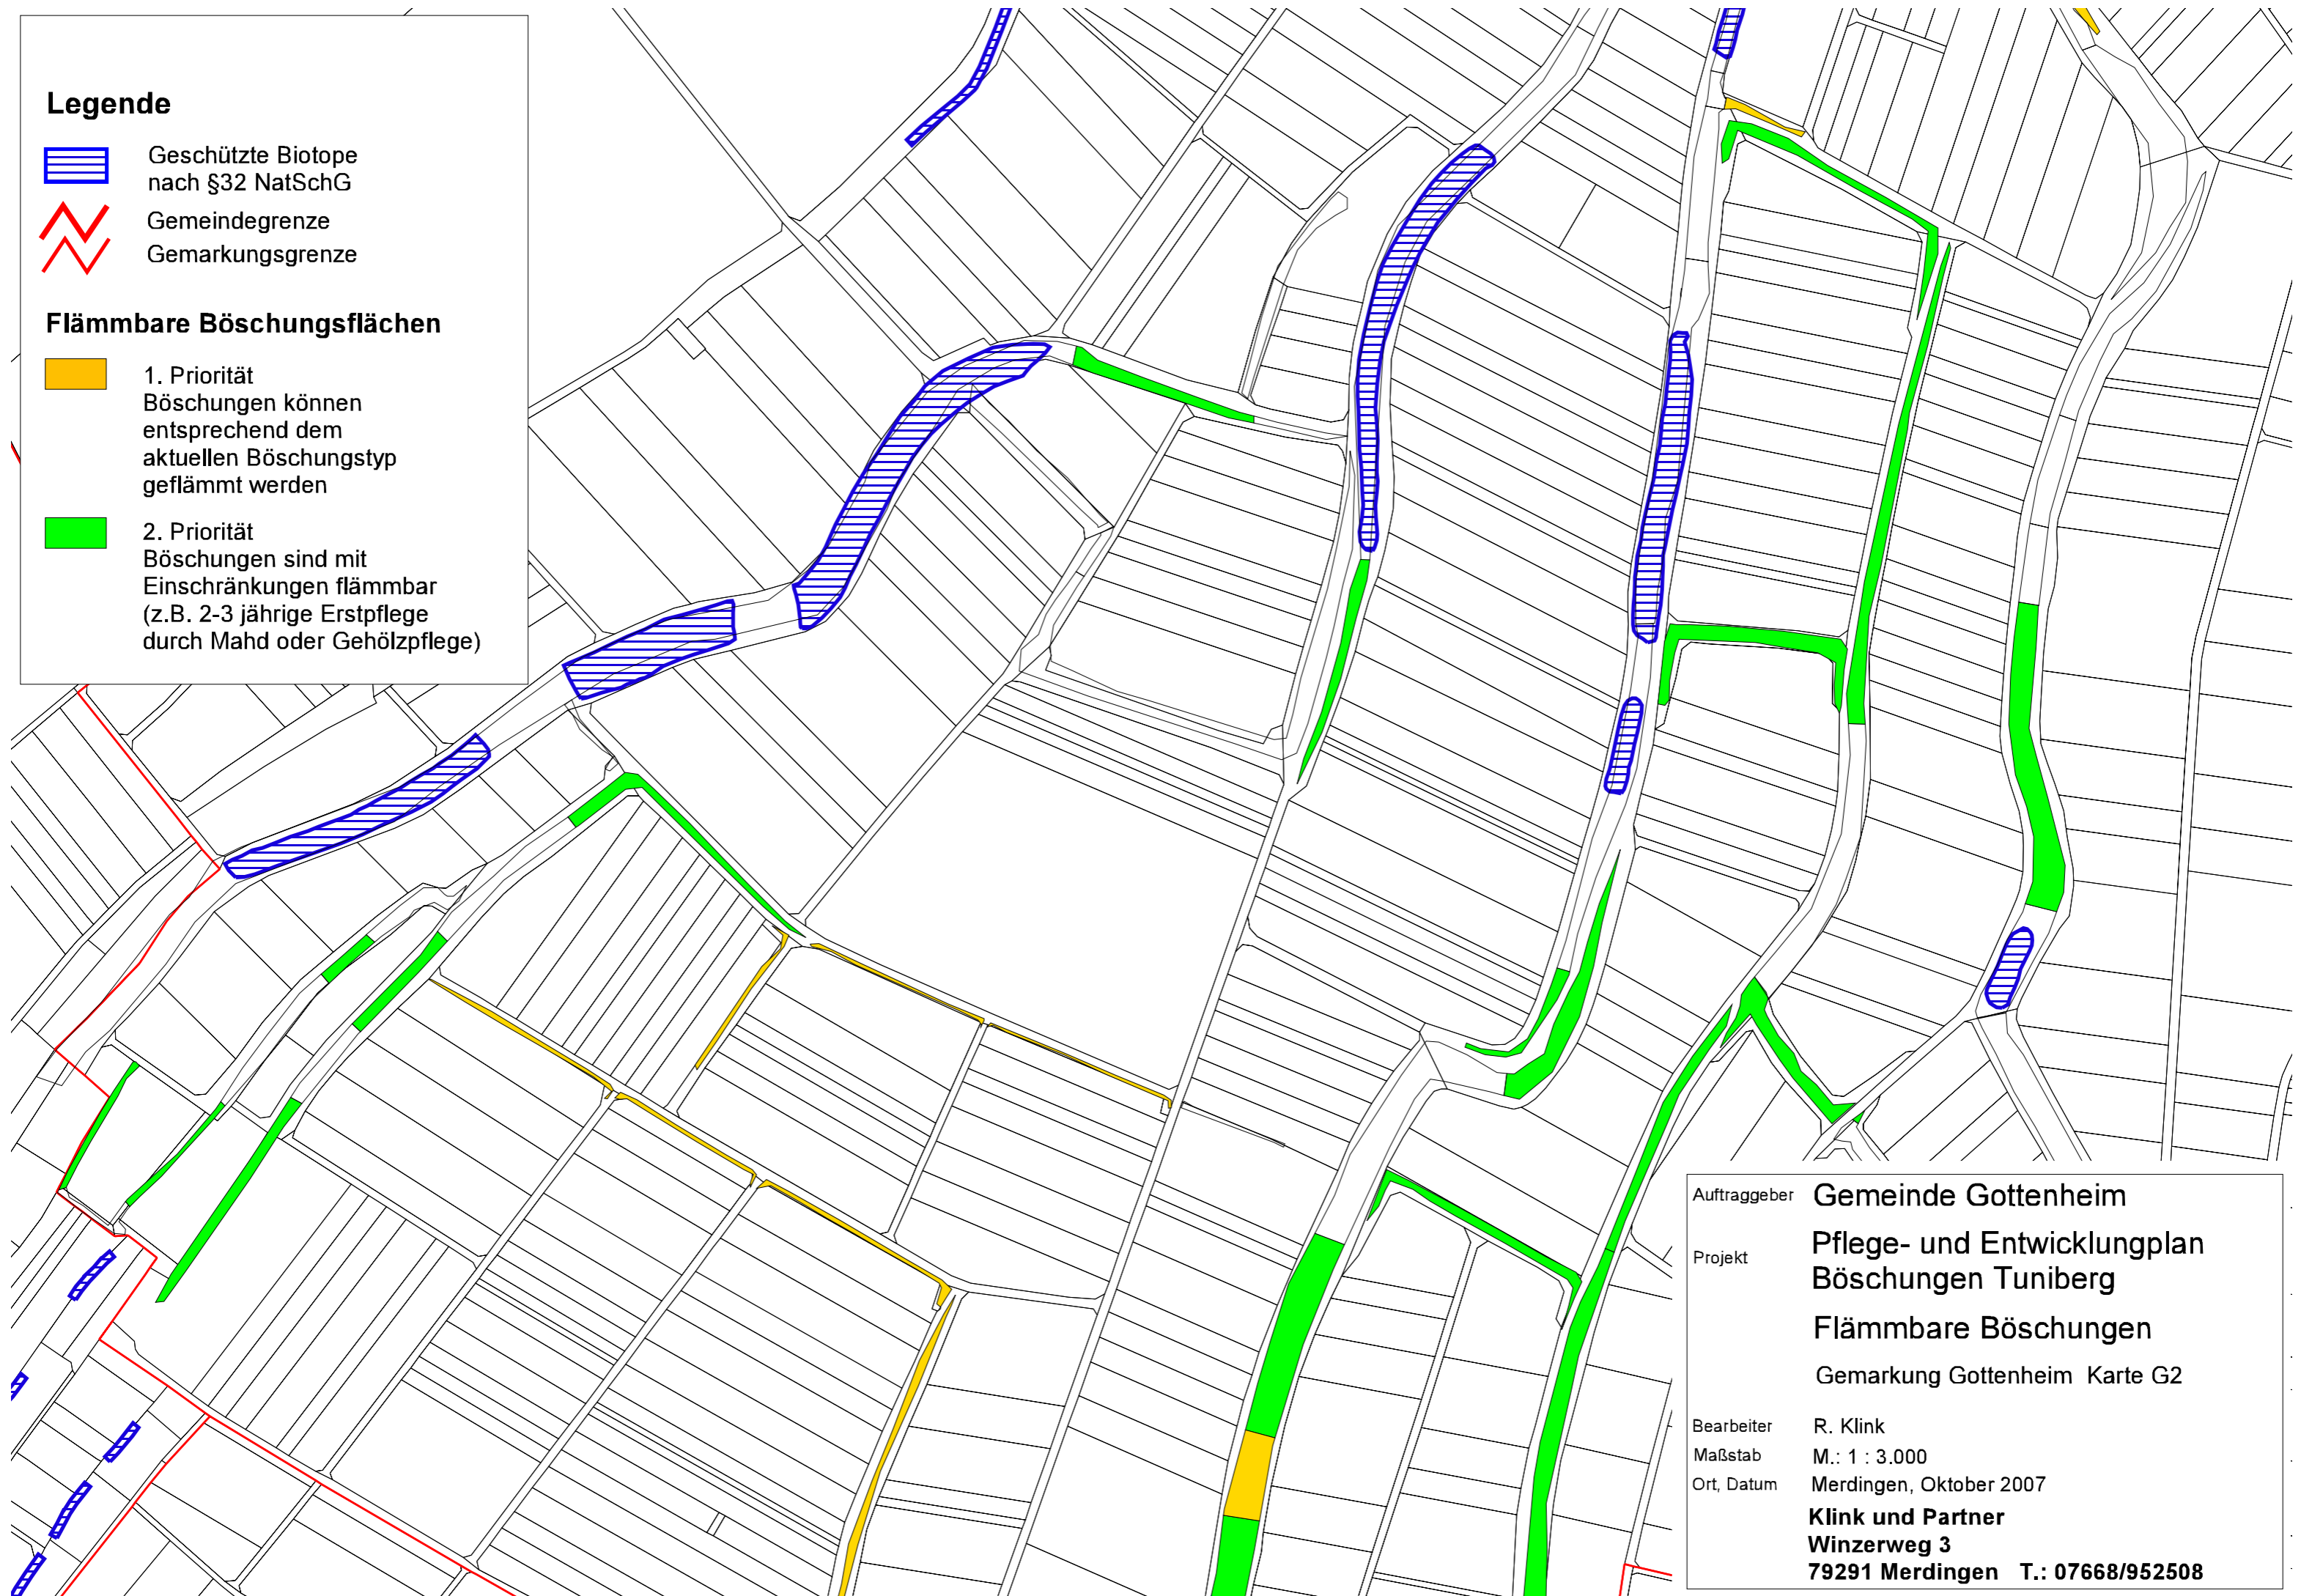 Legende
Geschützte Biotope
nach §32 NatSchG
Gemeindegrenze
Gemarkungsgrenze
Flämmbare Böschungsflächen
1. Priorität
Böschungen können
entsprechend dem
aktuellen Böschungstyp
geflämmt werden
2. Priorität
Böschungen sind mit
Einschränkungen flämmbar
(z.B. 2-3 jährige Erstpflege
durch Mahd oder Gehölzpflege)
Auftraggeber Gemeinde Gottenheim
Projekt Pflege- und Entwicklungplan
Böschungen Tuniberg
Flämmbare Böschungen
Gemarkung Gottenheim Karte G2
Bearbeiter R. Klink
Maßstab M.: 1 : 3.000
Ort, Datum Merdingen, Oktober 2007
Klink und Partner
Winzerweg 3
79291 Merdingen T.: 07668/952508